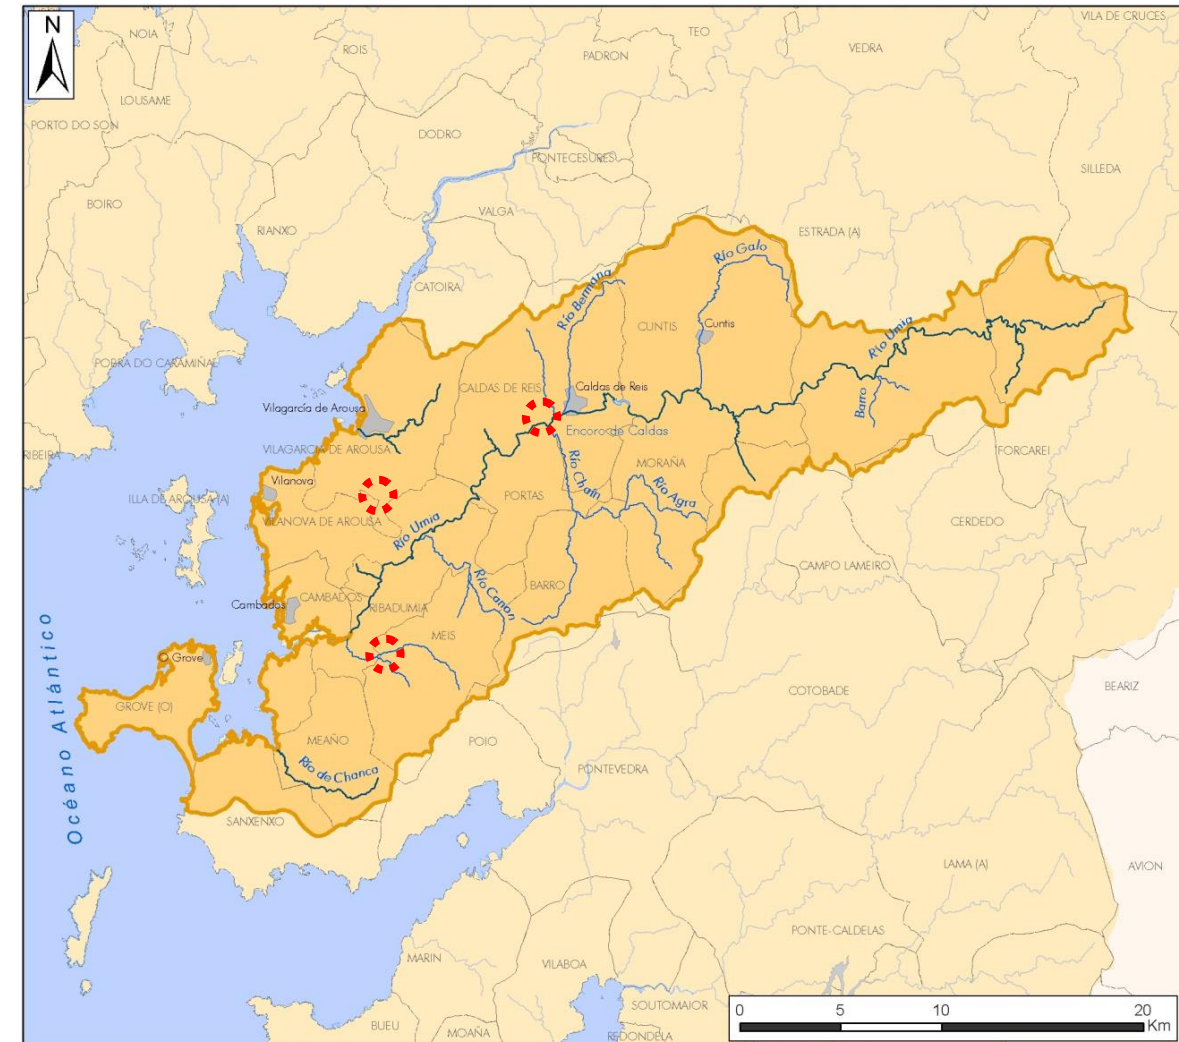 N
NOIA
ROIS
TEO
VILA DE CRUCES
PADRON
VEDRA
LOUSAME
PORTO DO SON
DODRO
PONTECESURES
SILLEDA
BOIRO
VALGA
RIANXO
ESTRADA (A)
Río Galo
CATOIRA
Río Bermana
CUNTIS
Cuntis
Río Umia
POBRA DO CARAMIÑAL
CALDAS DE REIS
Caldas de Reis
Barro
Vilagarcía de Arousa
Encoro de Caldas
VILAGARCIA DE AROUSA
RIBEIRA
FORCAREI
Río Chaín
MORAÑA
Río Agra
Vilanova
ILLA DE AROUSA (A)
PORTAS
VILANOVA DE AROUSA
Río Umia
CERDEDO
CAMPO LAMEIRO
Río Canon
BARRO
CAMBADOS
Cambados
RIBADUMIA
MEIS
Océano Atlántico
O Grove
BEARIZ
COTOBADE
GROVE (O)
MEAÑO
POIO
Río de Chanca
PONTEVEDRA
SANXENXO
LAMA (A)
AVION
PONTE-CALDELAS
MARIN
VILABOA
SOUTOMAIOR
BUEU
MOAÑA
REDONDELA
0 5 10 20
Km